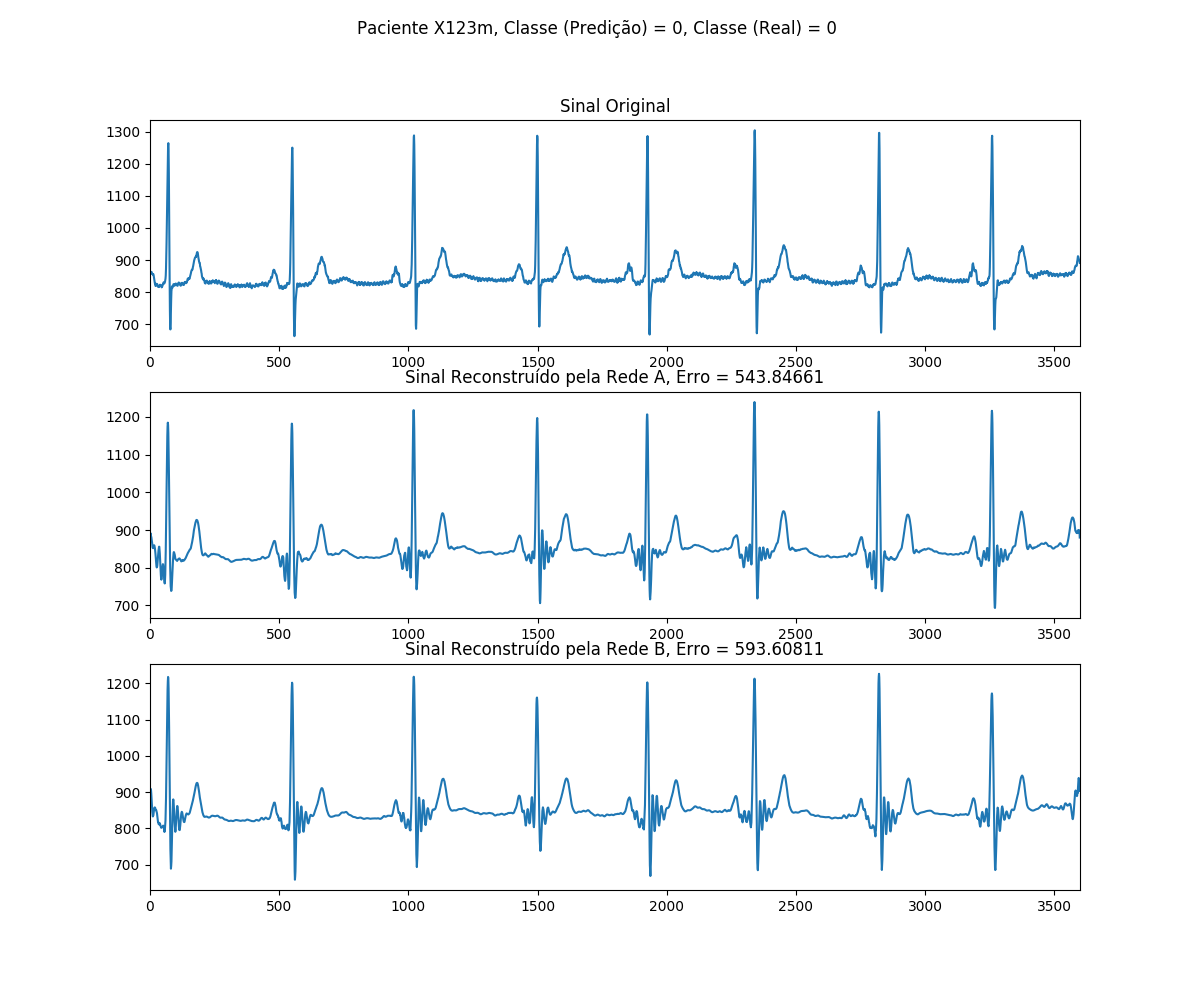 Paciente X123m, Classe (Predição) = 0, Classe (Real) = 0
Sinal Original
1300
1200
1100
1000
900
800
700
0 500 1000 1500 2000 2500 3000 3500
Sinal Reconstruído pela Rede A, Erro = 543.84661
1200
1100
1000
900
800
700
0 500 1000 1500 2000 2500 3000 3500
Sinal Reconstruído pela Rede B, Erro = 593.60811
1200
1100
1000
900
800
700
0 500 1000 1500 2000 2500 3000 3500